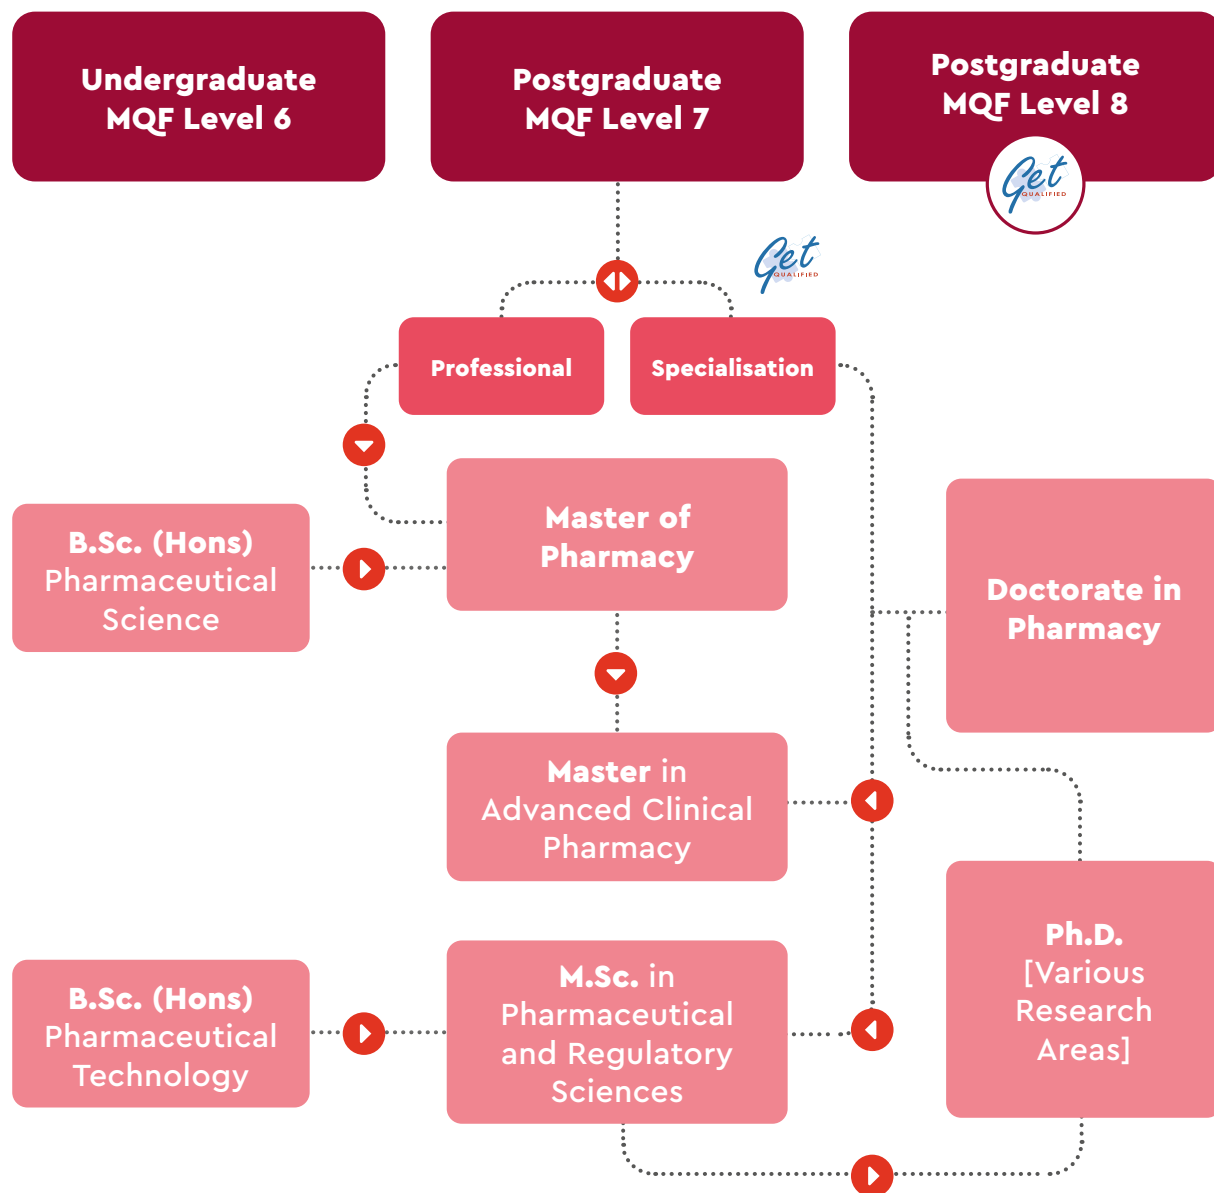 Undergraduate
MQF Level 6
Postgraduate
MQF Level 7
Postgraduate
MQF Level 8
Get
QUALIFIED
Get
QUALIFIED
Professional
Specialisation
Master of
Pharmacy
B.Sc. (Hons)
Pharmaceutical
Science
Doctorate in
Pharmacy
Master in
Advanced Clinical
Pharmacy
Ph.D.
[Various
Research
Areas]
B.Sc. (Hons)
Pharmaceutical
Technology
M.Sc. in
Pharmaceutical
and Regulatory
Sciences